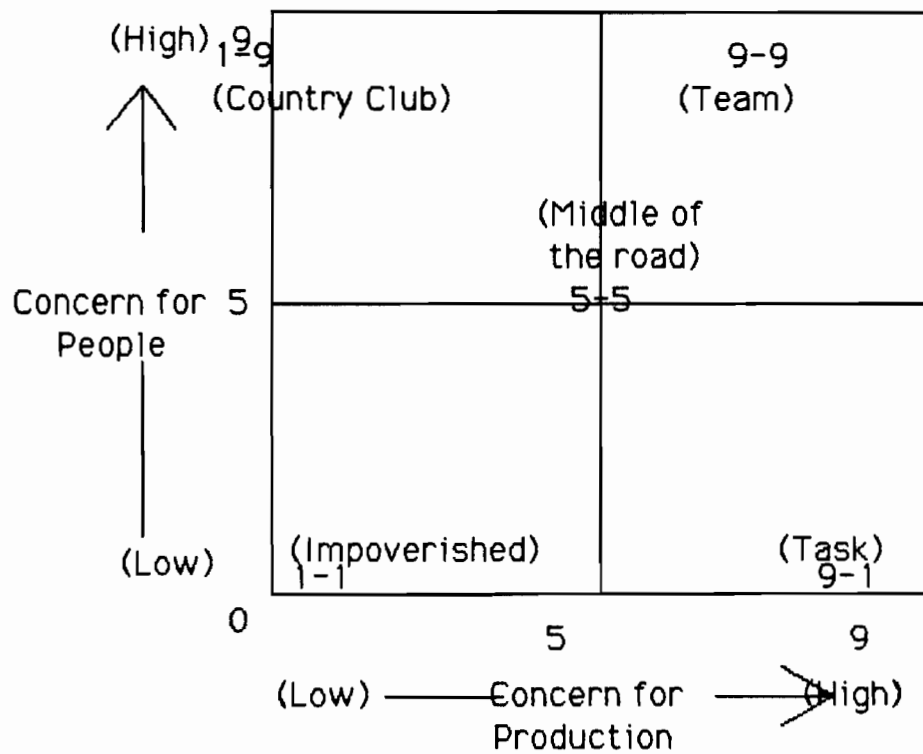 (High) 9
1-9
9-9
(Country Club)
(Team)
(Middle of
the road)
5-5
Concern for
People
5
(Impoverished)
1-1
(Task)
9-1
(Low)
0
5
9
(Low)
Concern for
Production
(High)